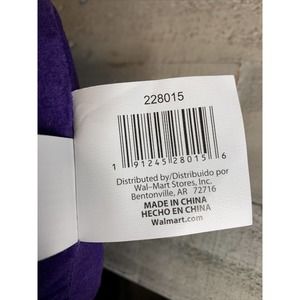 228015
1 91245 28015 6
Distributed by/Distribuido por
Wal-Mart Stores, Inc.
Bentonville, AR 72716
MADE IN CHINA
HECHO EN CHINA
Walmart.com